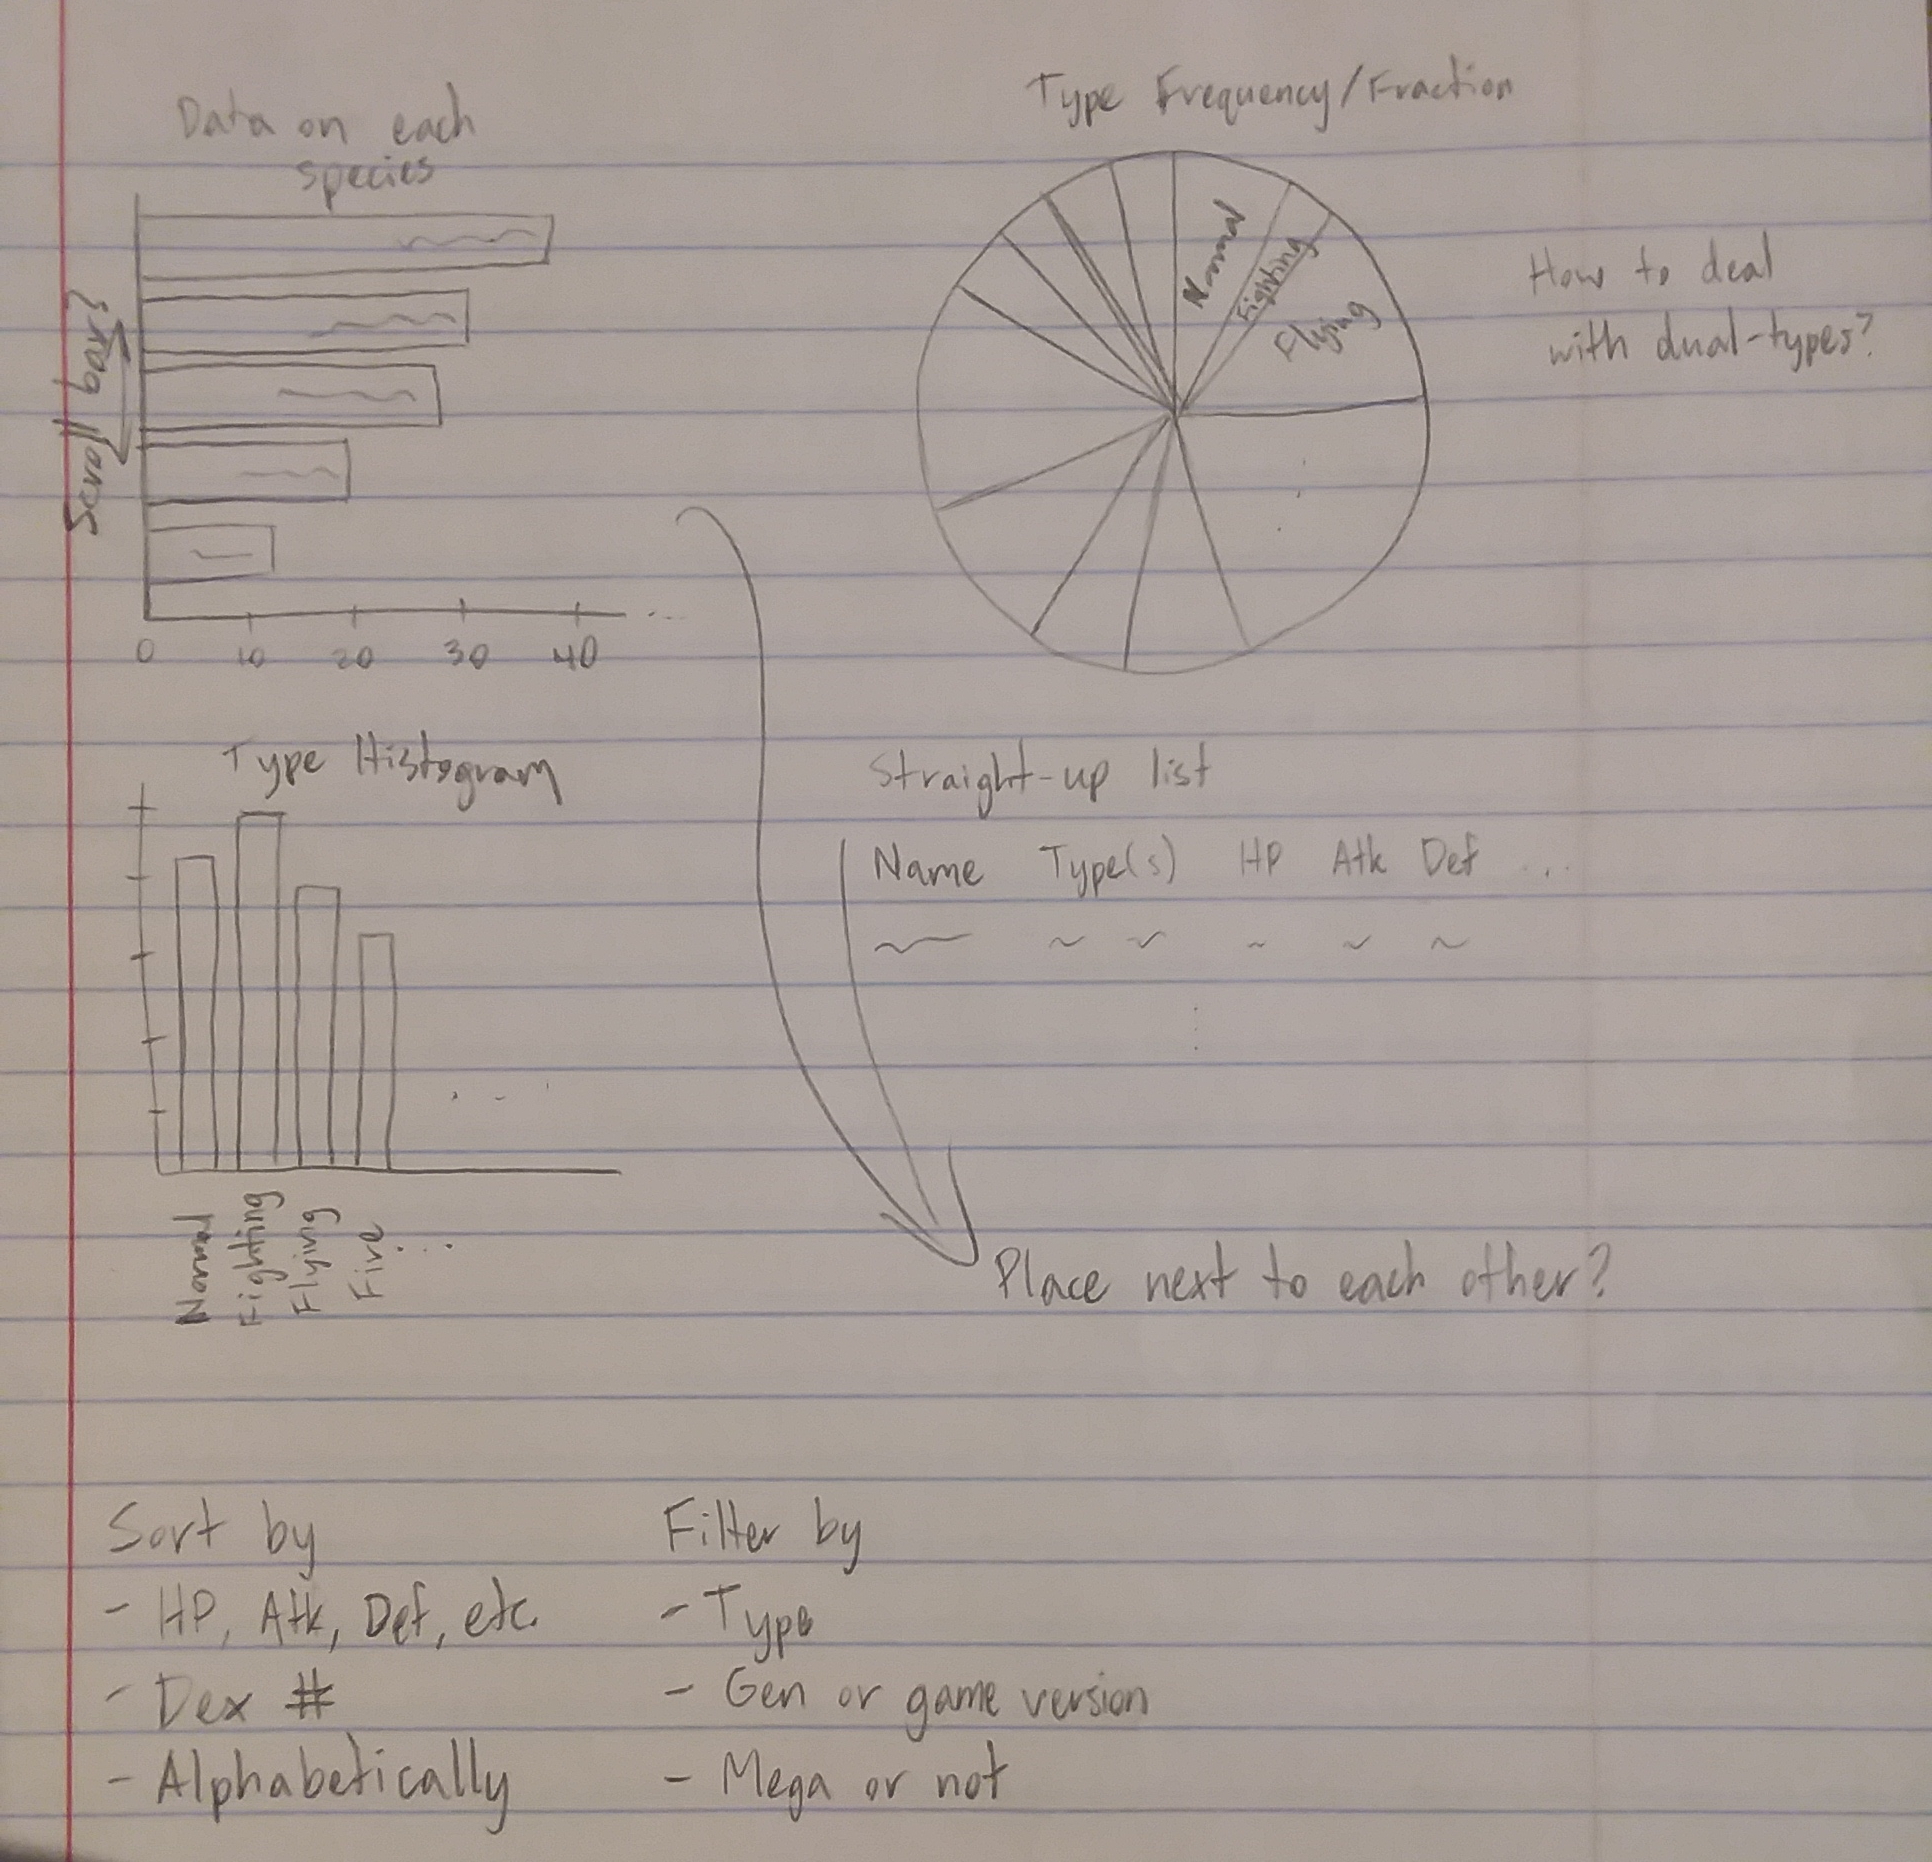 Data on each
species
Scroll bar?
0 10 20 30 40 ...
Type Frequency/Fraction
Normal
Fighting
Flying
How to deal
with dual-types?
Type Histogram
Normal
Fighting
Flying
Fire
...
Straight-up list
Name Type(s) HP Atk Def ...
Place next to each other?
Sort by
- HP, Atk, Def, etc.
- Dex #
- Alphabetically
Filter by
- Type
- Gen or game version
- Mega or not